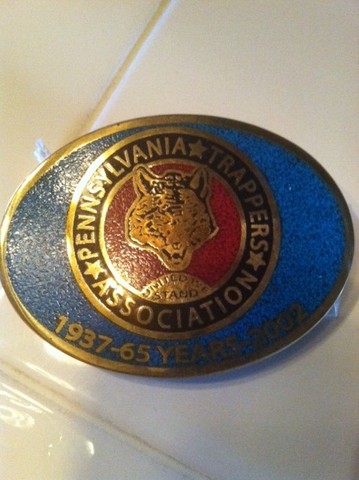 PENNSYLVANIA★TRAPPERS
★ASSOCIATION★
UNITED WE
STAND
1937-65 YEARS-2002